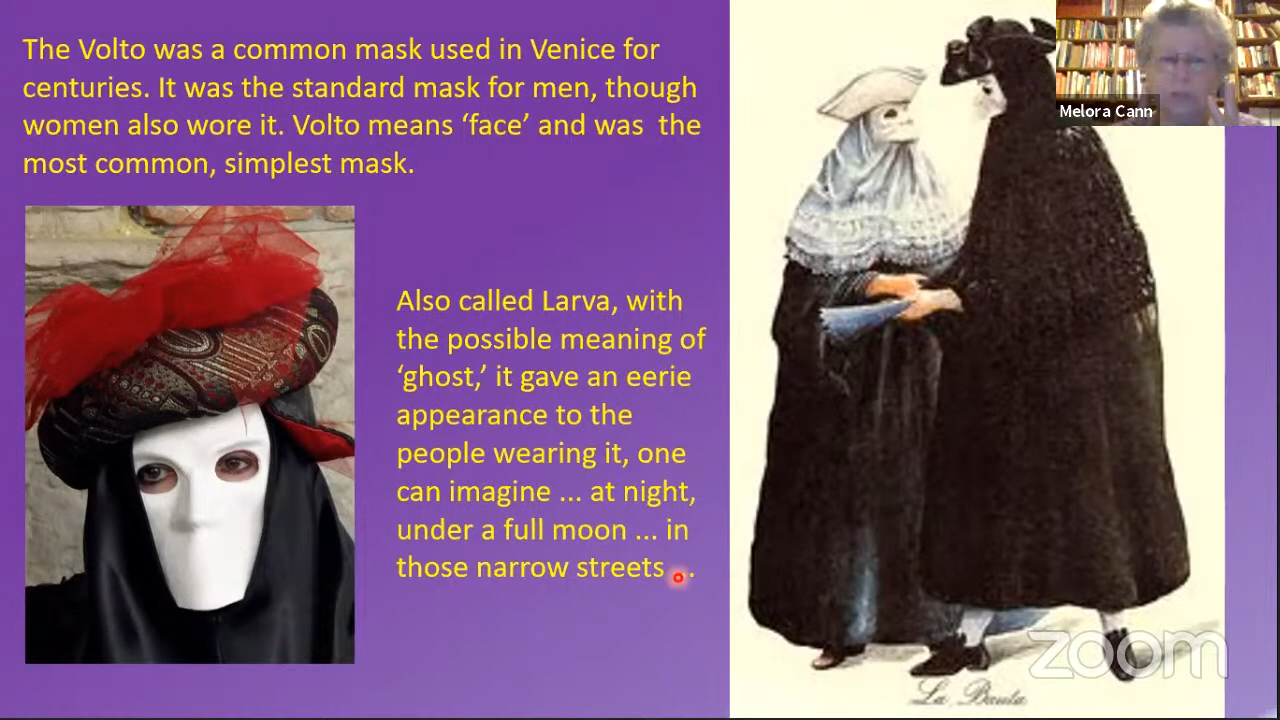 The Volto was a common mask used in Venice for
centuries. It was the standard mask for men, though
women also wore it. Volto means ‘face’ and was  the
most common, simplest mask.
Also called Larva, with
the possible meaning of
‘ghost,’ it gave an eerie
appearance to the
people wearing it, one
can imagine ... at night,
under a full moon ... in
those narrow streets ...
Melora Cann
zoom
La Bauta